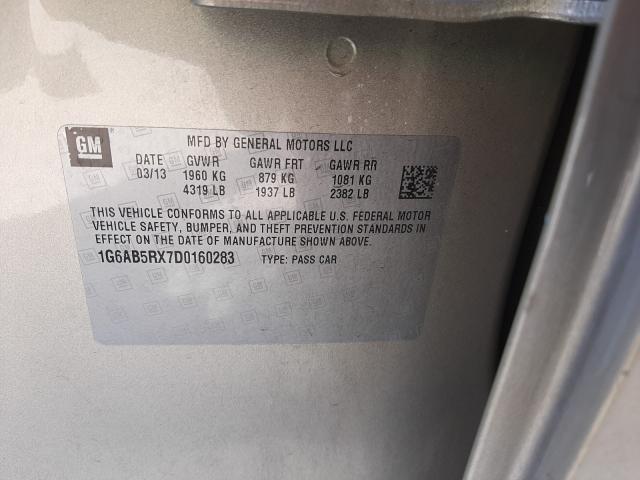 GM
MFD BY GENERAL MOTORS LLC
DATE GVWR GAWR FRT GAWR RR
03/13 1960 KG 879 KG 1081 KG
4319 LB 1937 LB 2382 LB
THIS VEHICLE CONFORMS TO ALL APPLICABLE U.S. FEDERAL MOTOR
VEHICLE SAFETY, BUMPER, AND THEFT PREVENTION STANDARDS IN
EFFECT ON THE DATE OF MANUFACTURE SHOWN ABOVE.
1G6AB5RX7D0160283 TYPE: PASS CAR